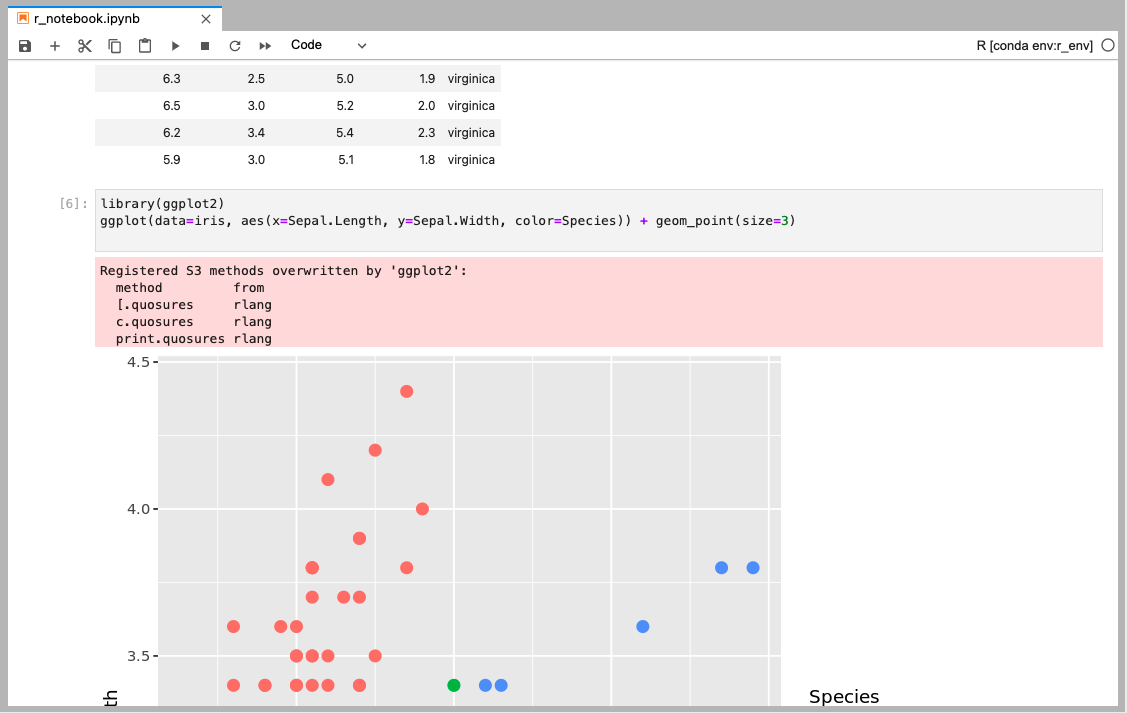 r_notebook.ipynb
Code
R [conda env:r_env]
6.3 2.5 5.0 1.9 virginica
6.5 3.0 5.2 2.0 virginica
6.2 3.4 5.4 2.3 virginica
5.9 3.0 5.1 1.8 virginica
[6]:
library(ggplot2)
ggplot(data=iris, aes(x=Sepal.Length, y=Sepal.Width, color=Species)) + geom_point(size=3)
Registered S3 methods overwritten by 'ggplot2':
method from
[.quosures rlang
c.quosures rlang
print.quosures rlang
4.5
4.0
3.5
th
Species